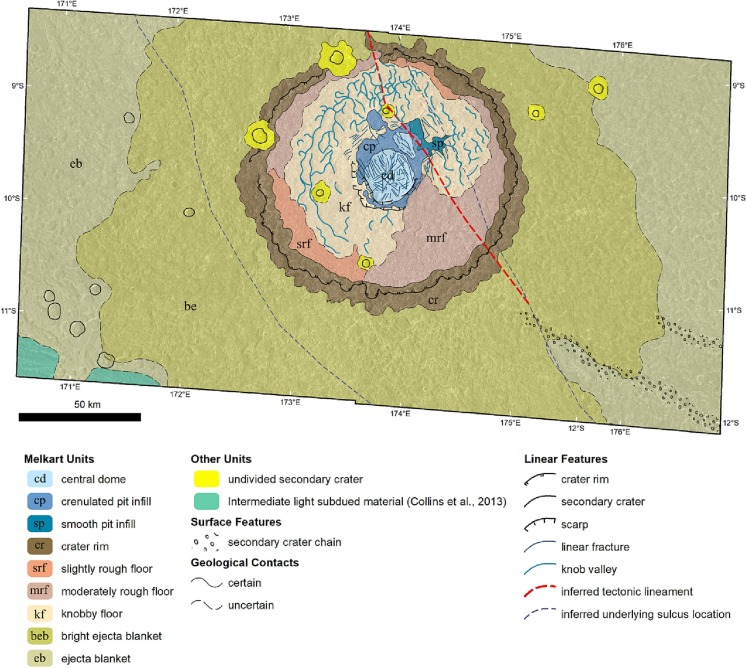 171°E
172°E
173°E
174°E
175°E
176°E
9°S
9°S
cp
sp
eb
cd
10°S
10°S
kf
srf
mrf
cr
be
11°S
11°S
171°E
172°E
173°E
174°E
175°E
12°S
176°E
12°S
50 km
Melkart Units
cd central dome
cp crenulated pit infill
sp smooth pit infill
cr crater rim
srf slightly rough floor
mrf moderately rough floor
kf knobby floor
beb bright ejecta blanket
eb ejecta blanket
Other Units
undivided secondary crater
Intermediate light subdued material (Collins et al., 2013)
Surface Features
secondary crater chain
Geological Contacts
certain
uncertain
Linear Features
crater rim
secondary crater
scarp
linear fracture
knob valley
inferred tectonic lineament
inferred underlying sulcus location